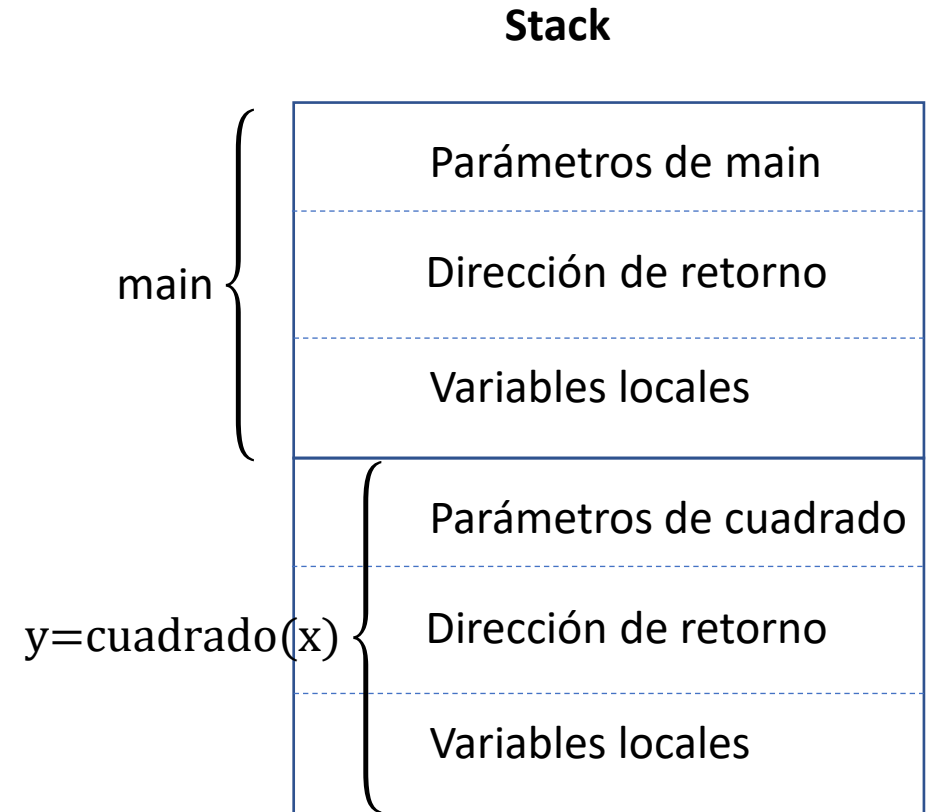 Stack
Parámetros de main
Dirección de retorno
main
Variables locales
Parámetros de cuadrado
Dirección de retorno
y=cuadrado(x)
Variables locales